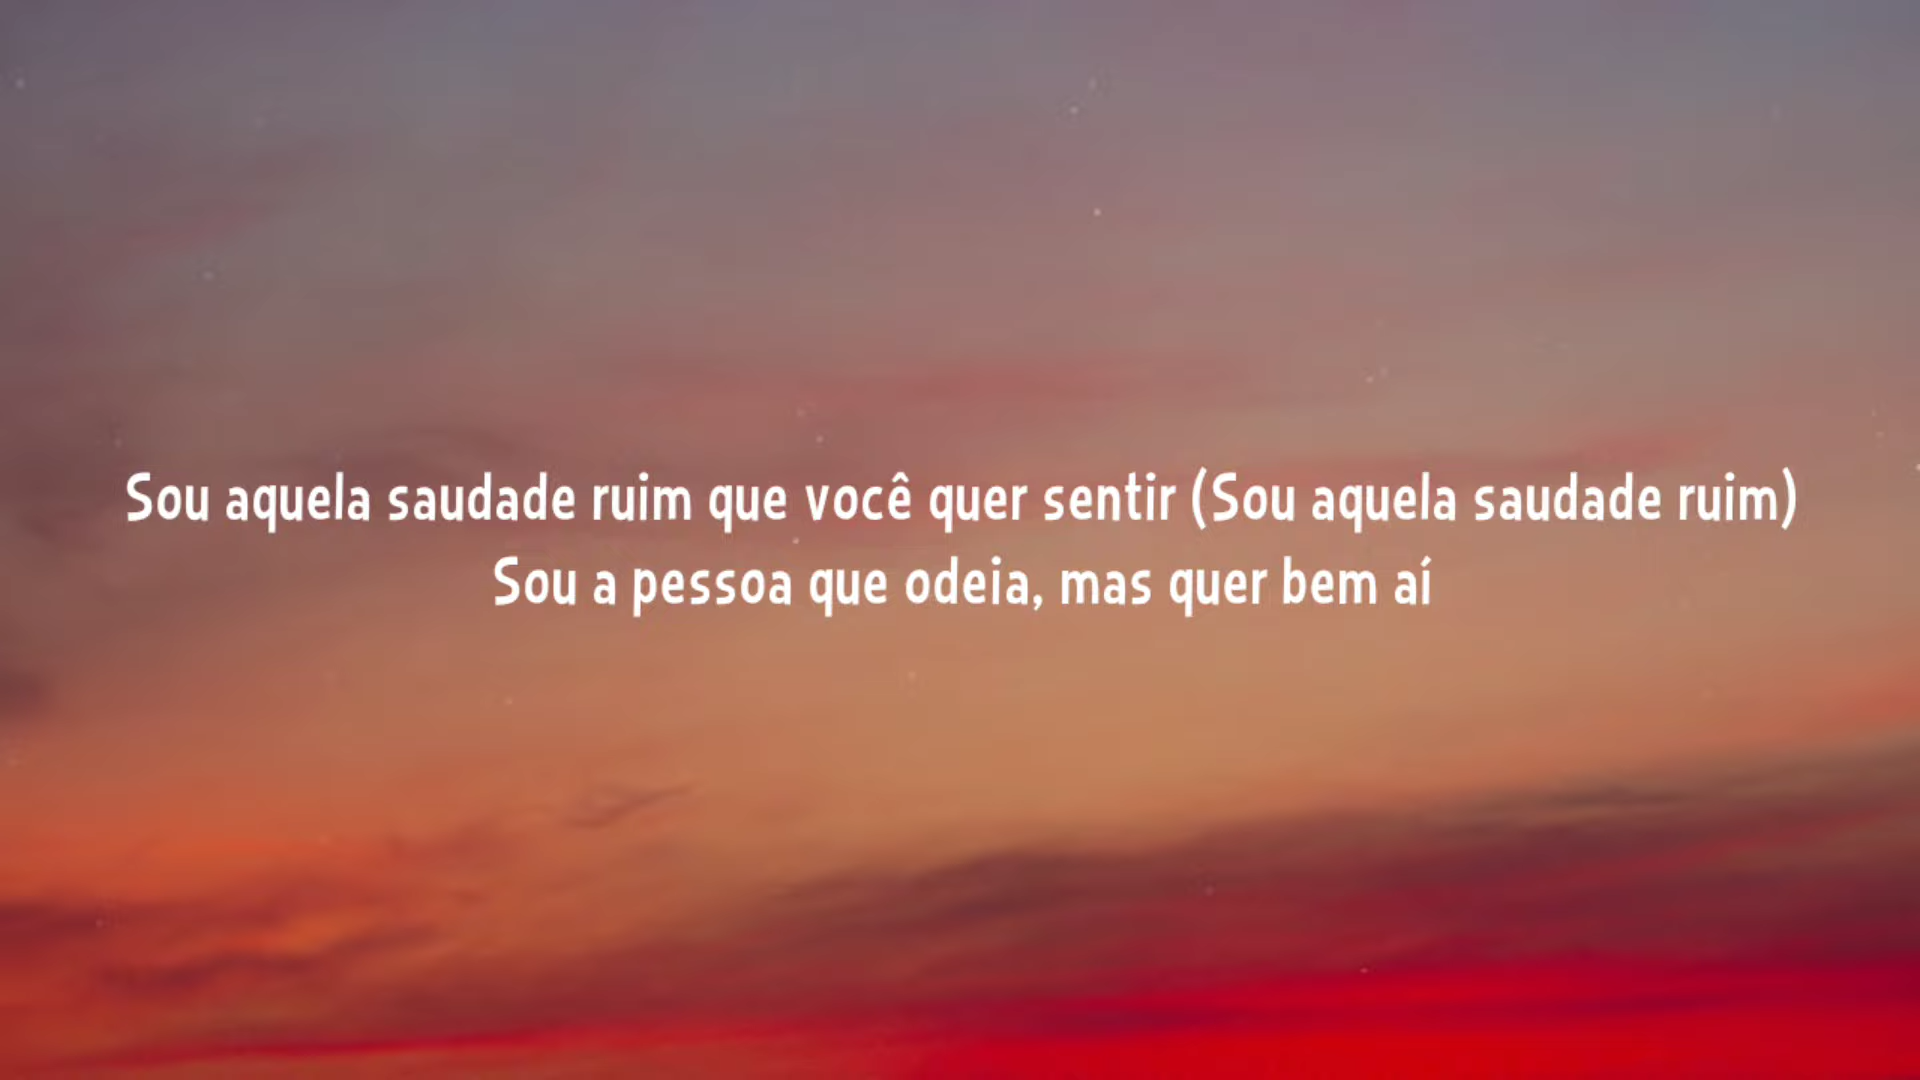 Sou aquela saudade ruim que você quer sentir (Sou aquela saudade ruim)
Sou a pessoa que odeia, mas quer bem aí